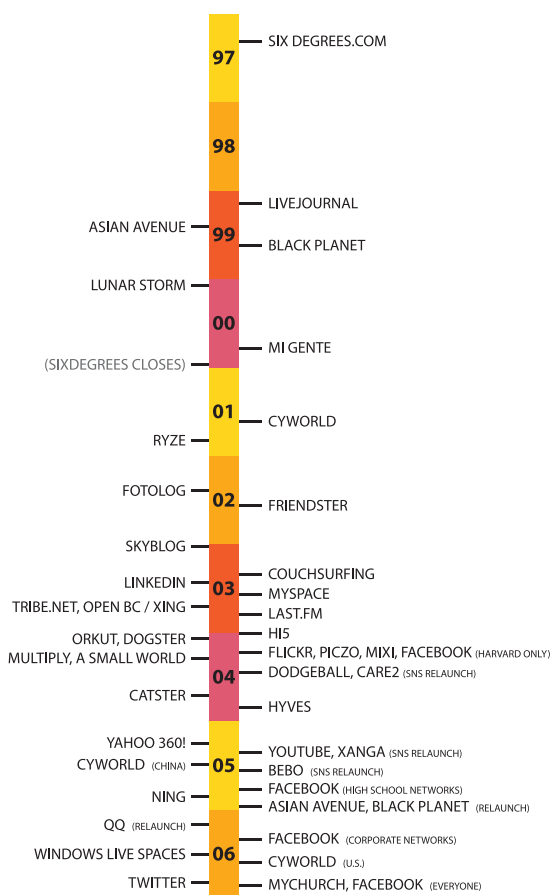 97
SIX DEGREES.COM
98
LIVEJOURNAL
ASIAN AVENUE
99
BLACK PLANET
LUNAR STORM
00
MI GENTE
(SIXDEGREES CLOSES)
01
CYWORLD
RYZE
FOTOLOG
02
FRIENDSTER
SKYBLOG
COUCHSURFING
LINKEDIN
03
MYSPACE
TRIBE.NET, OPEN BC / XING
LAST.FM
HI5
ORKUT, DOGSTER
FLICKR, PICZO, MIXI, FACEBOOK (HARVARD ONLY)
MULTIPLY, A SMALL WORLD
DODGEBALL, CARE2 (SNS RELAUNCH)
04
CATSTER
HYVES
YAHOO 360!
YOUTUBE, XANGA (SNS RELAUNCH)
CYWORLD (CHINA)
05
BEBO (SNS RELAUNCH)
FACEBOOK (HIGH SCHOOL NETWORKS)
NING
ASIAN AVENUE, BLACK PLANET (RELAUNCH)
QQ (RELAUNCH)
FACEBOOK (CORPORATE NETWORKS)
WINDOWS LIVE SPACES
06
CYWORLD (U.S.)
TWITTER
MYCHURCH, FACEBOOK (EVERYONE)